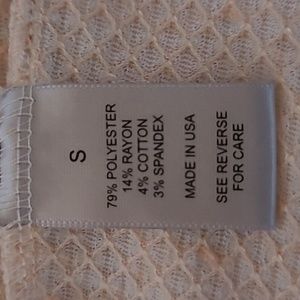 S
79% POLYESTER
14% RAYON
4% COTTON
3% SPANDEX
MADE IN USA
SEE REVERSE
FOR CARE